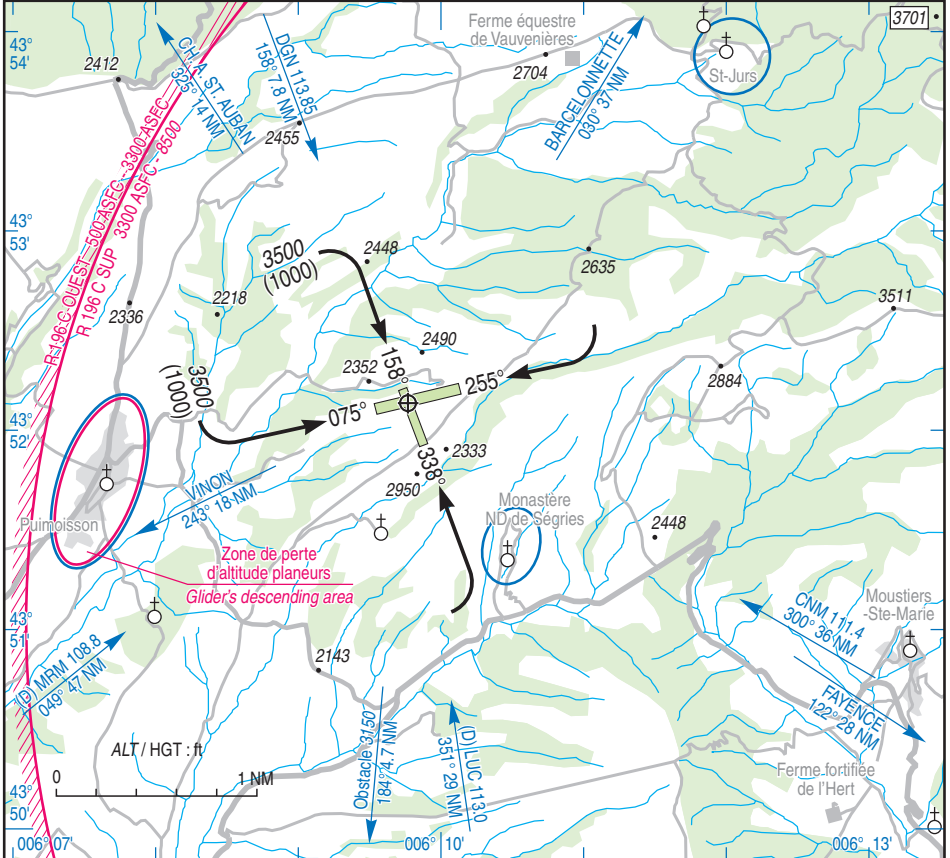 3701
43°
54'
2412
CH.A. ST. AUBAN
325° 14 NM
DGN 113.85
158° 7.8 NM
Ferme équestre
de Vauvenières
2704
BARCELONNETTE
030° 37 NM
St-Jurs
2455
R 196 C OUEST - 500 ASFC - 3300 ASFC
R 196 C SUP 3300 ASFC - 8500
43°
53'
3500
(1000)
2448
2635
2218
2336
3511
2490
2352
2884
158°
3500
(1000)
075°
255°
43°
52'
338°
2333
2950
VINON
243° 18 NM
Puimoisson
Monastère
ND de Ségries
2448
Zone de perte
d'altitude planeurs
Glider's descending area
43°
51'
CNM 111.4
300° 36 NM
Moustiers
-Ste-Marie
(D) MRM 108.8
049° 47 NM
2143
FAYENCE
122° 28 NM
ALT / HGT : ft
0
1 NM
Obstacle 3150
184° 4.7 NM
(D) LUC 113.0
351° 29 NM
Ferme fortifiée
de l'Hert
43°
50'
006° 07'
006° 10'
006° 13'